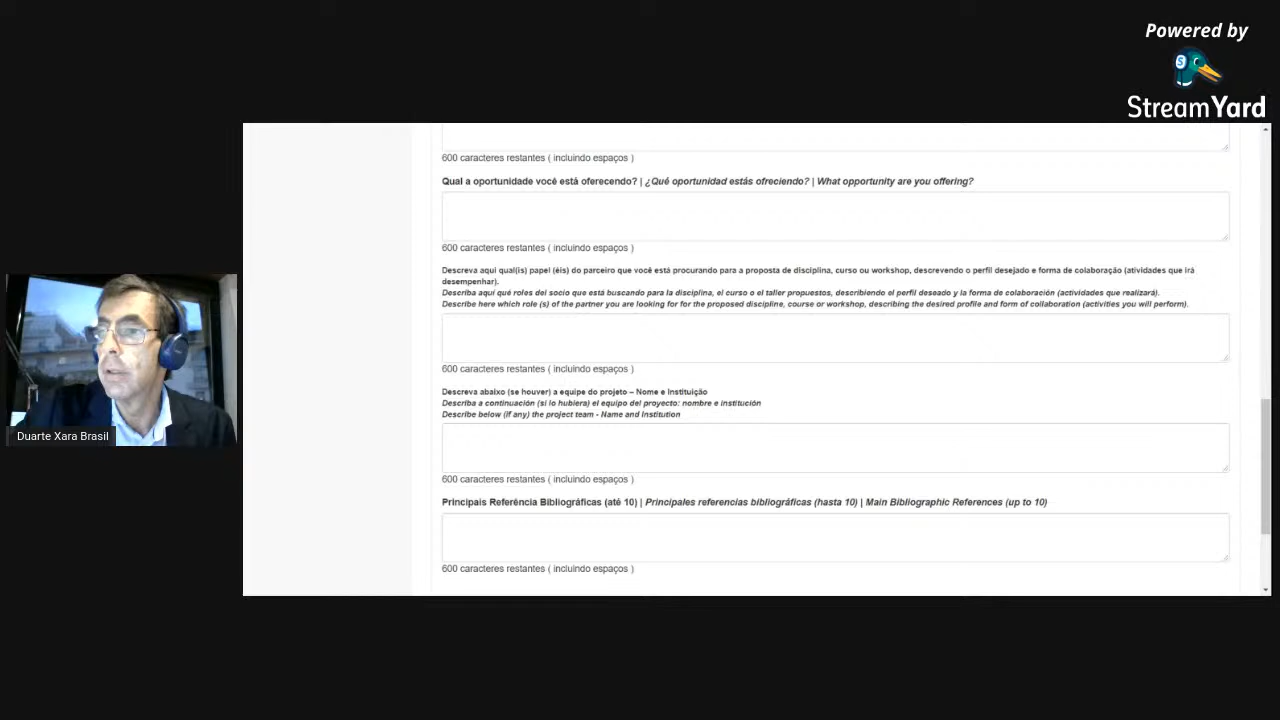 Powered by
StreamYard
600 caracteres restantes ( incluindo espaços )
Qual a oportunidade você está oferecendo? | ¿Qué oportunidad estás ofreciendo? | What opportunity are you offering?
600 caracteres restantes ( incluindo espaços )
Descreva aqui qual(is) papel (éis) do parceiro que você está procurando para a proposta de disciplina, curso ou workshop, descrevendo o perfil desejado e forma de colaboração (atividades que irá
desempenhar).
Describa aquí qué roles del socio que está buscando para la disciplina, el curso o el taller propuestos, describiendo el perfil deseado y la forma de colaboración (actividades que realizará).
Describe here which role (s) of the partner you are looking for for the proposed discipline, course or workshop, describing the desired profile and form of collaboration (activities you will perform).
600 caracteres restantes ( incluindo espaços )
Descreva abaixo (se houver) a equipe do projeto – Nome e Instituição
Describa a continuación (si lo hubiera) el equipo del proyecto: nombre e institución
Describe below (if any) the project team - Name and Institution
Duarte Xara Brasil
600 caracteres restantes ( incluindo espaços )
Principais Referência Bibliográficas (até 10) | Principales referencias bibliográficas (hasta 10) | Main Bibliographic References (up to 10)
600 caracteres restantes ( incluindo espaços )